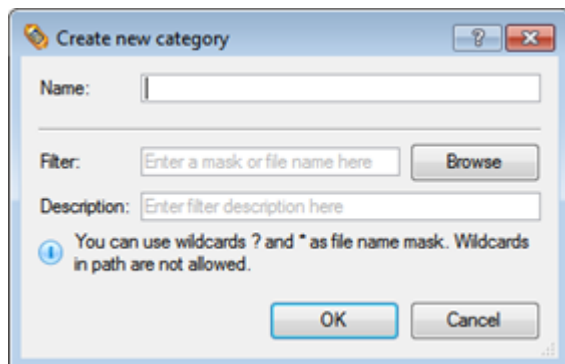 Create new category
Name:
Filter: Enter a mask or file name here Browse
Description: Enter filter description here
You can use wildcards ? and * as file name mask. Wildcards
in path are not allowed.
OK Cancel